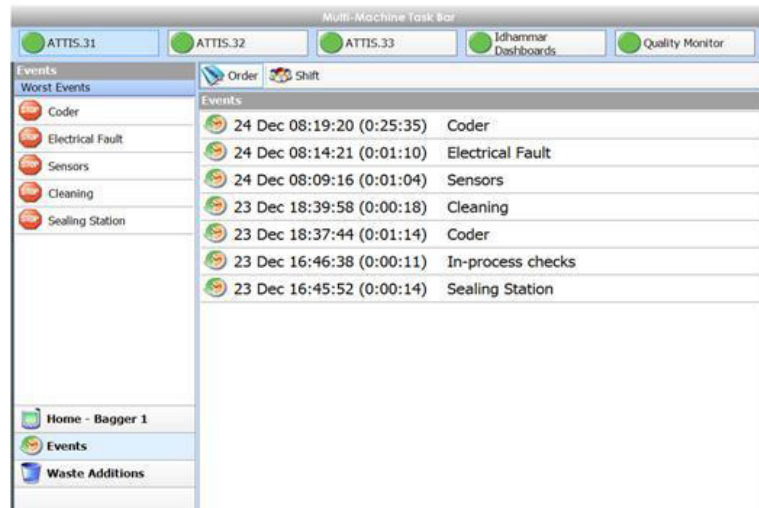 Multi-Machine Task Bar
ATTIS.31
ATTIS.32
ATTIS.33
Idhammar
Dashboards
Quality Monitor
Events
Worst Events
Coder
Electrical Fault
Sensors
Cleaning
Sealing Station
Home - Bagger 1
Events
Waste Additions
Order
Shift
Events
24 Dec 08:19:20 (0:25:35) Coder
24 Dec 08:14:21 (0:01:10) Electrical Fault
24 Dec 08:09:16 (0:01:04) Sensors
23 Dec 18:39:58 (0:00:18) Cleaning
23 Dec 18:37:44 (0:01:14) Coder
23 Dec 16:46:38 (0:00:11) In-process checks
23 Dec 16:45:52 (0:00:14) Sealing Station